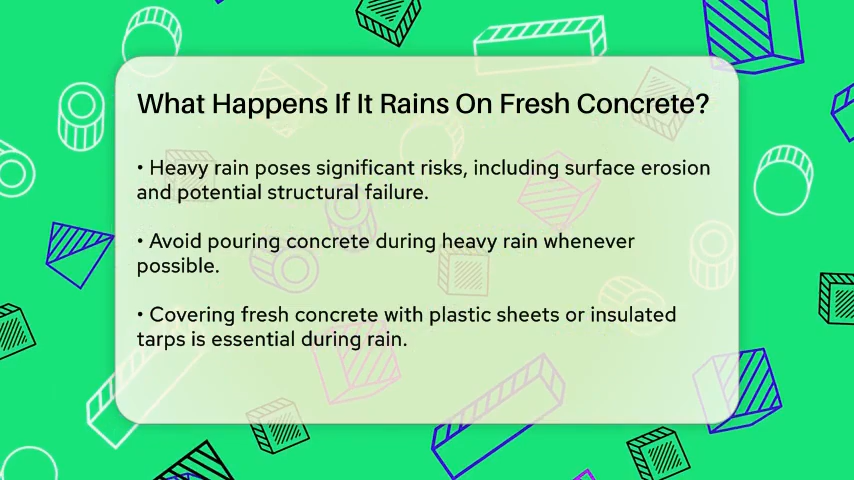 What Happens If It Rains On Fresh Concrete?
• Heavy rain poses significant risks, including surface erosion
and potential structural failure.
• Avoid pouring concrete during heavy rain whenever
possible.
• Covering fresh concrete with plastic sheets or insulated
tarps is essential during rain.